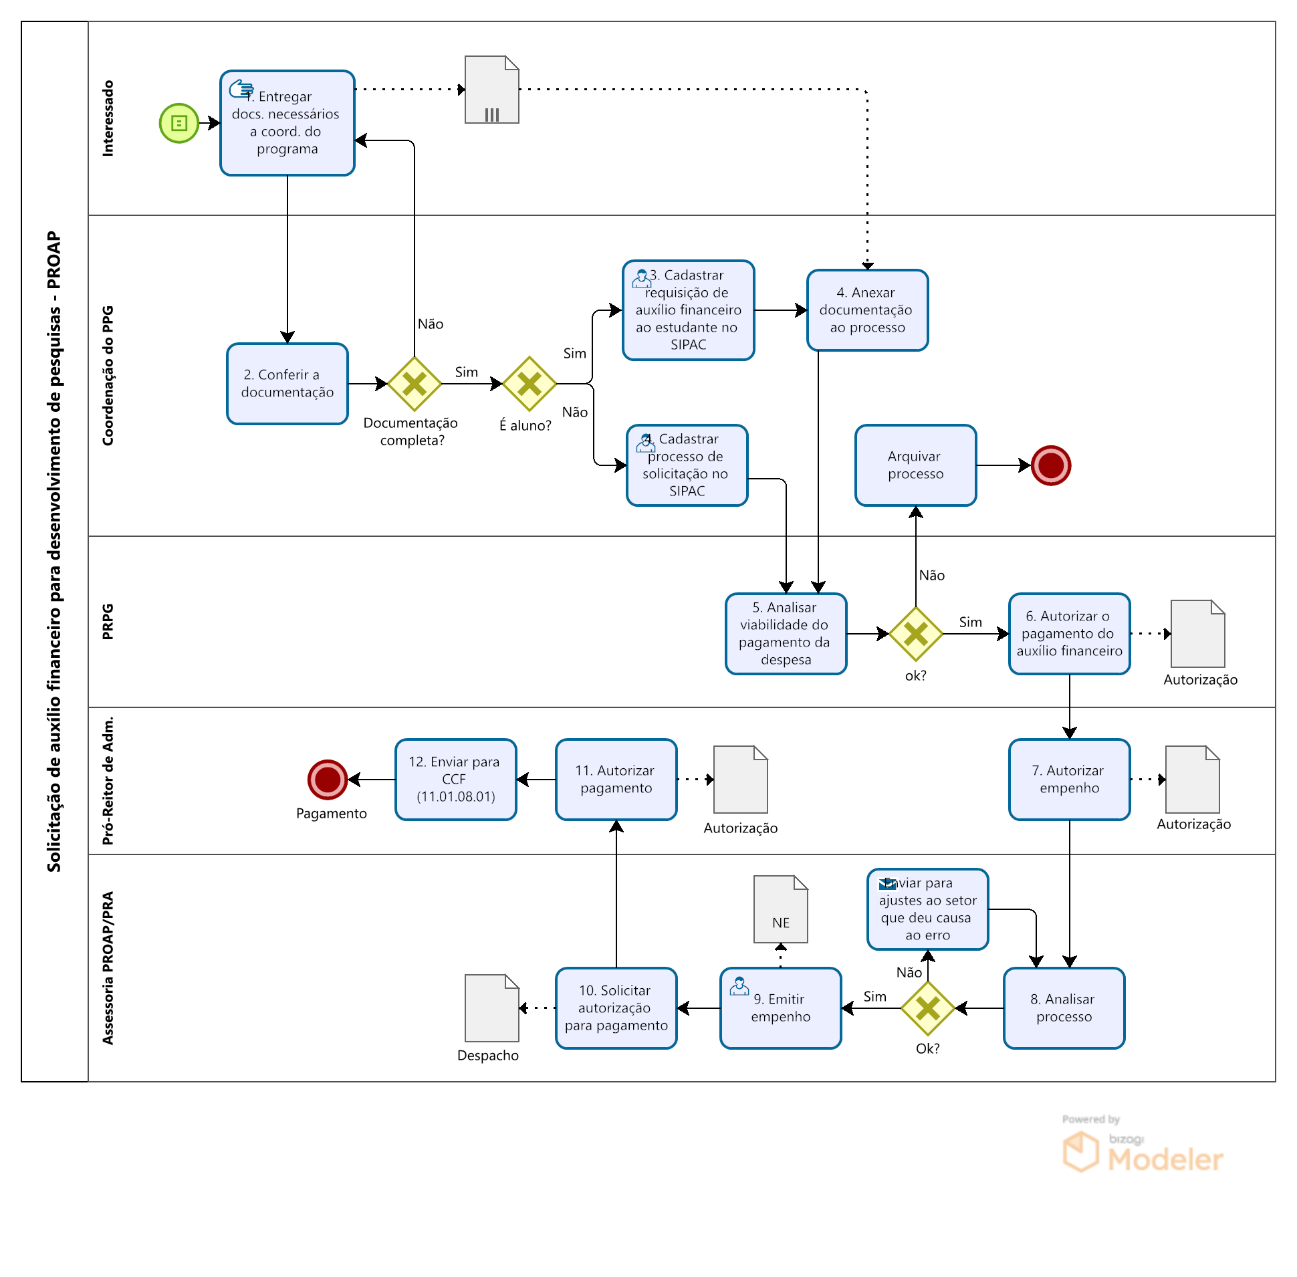 Solicitação de auxílio financeiro para desenvolvimento de pesquisas - PROAP
Interessado
1. Entregar
docs. necessários
a coord. do
programa
Coordenação do PPG
2. Conferir a
documentação
Não
Documentação
completa?
Sim
É aluno?
Sim
Não
3. Cadastrar
requisição de
auxílio financeiro
ao estudante no
SIPAC
4. Anexar
documentação
ao processo
4. Cadastrar
processo de
solicitação no
SIPAC
Arquivar
processo
PRPG
5. Analisar
viabilidade do
pagamento da
despesa
Não
ok?
Sim
6. Autorizar o
pagamento do
auxílio financeiro
Autorização
Pró-Reitor de Adm.
Pagamento
12. Enviar para
CCF
(11.01.08.01)
11. Autorizar
pagamento
Autorização
7. Autorizar
empenho
Autorização
Assessoria PROAP/PRA
Despacho
10. Solicitar
autorização
para pagamento
NE
9. Emitir
empenho
Sim
Não
Ok?
Enviar para
ajustes ao setor
que deu causa
ao erro
8. Analisar
processo
Powered by
bizagi
Modeler